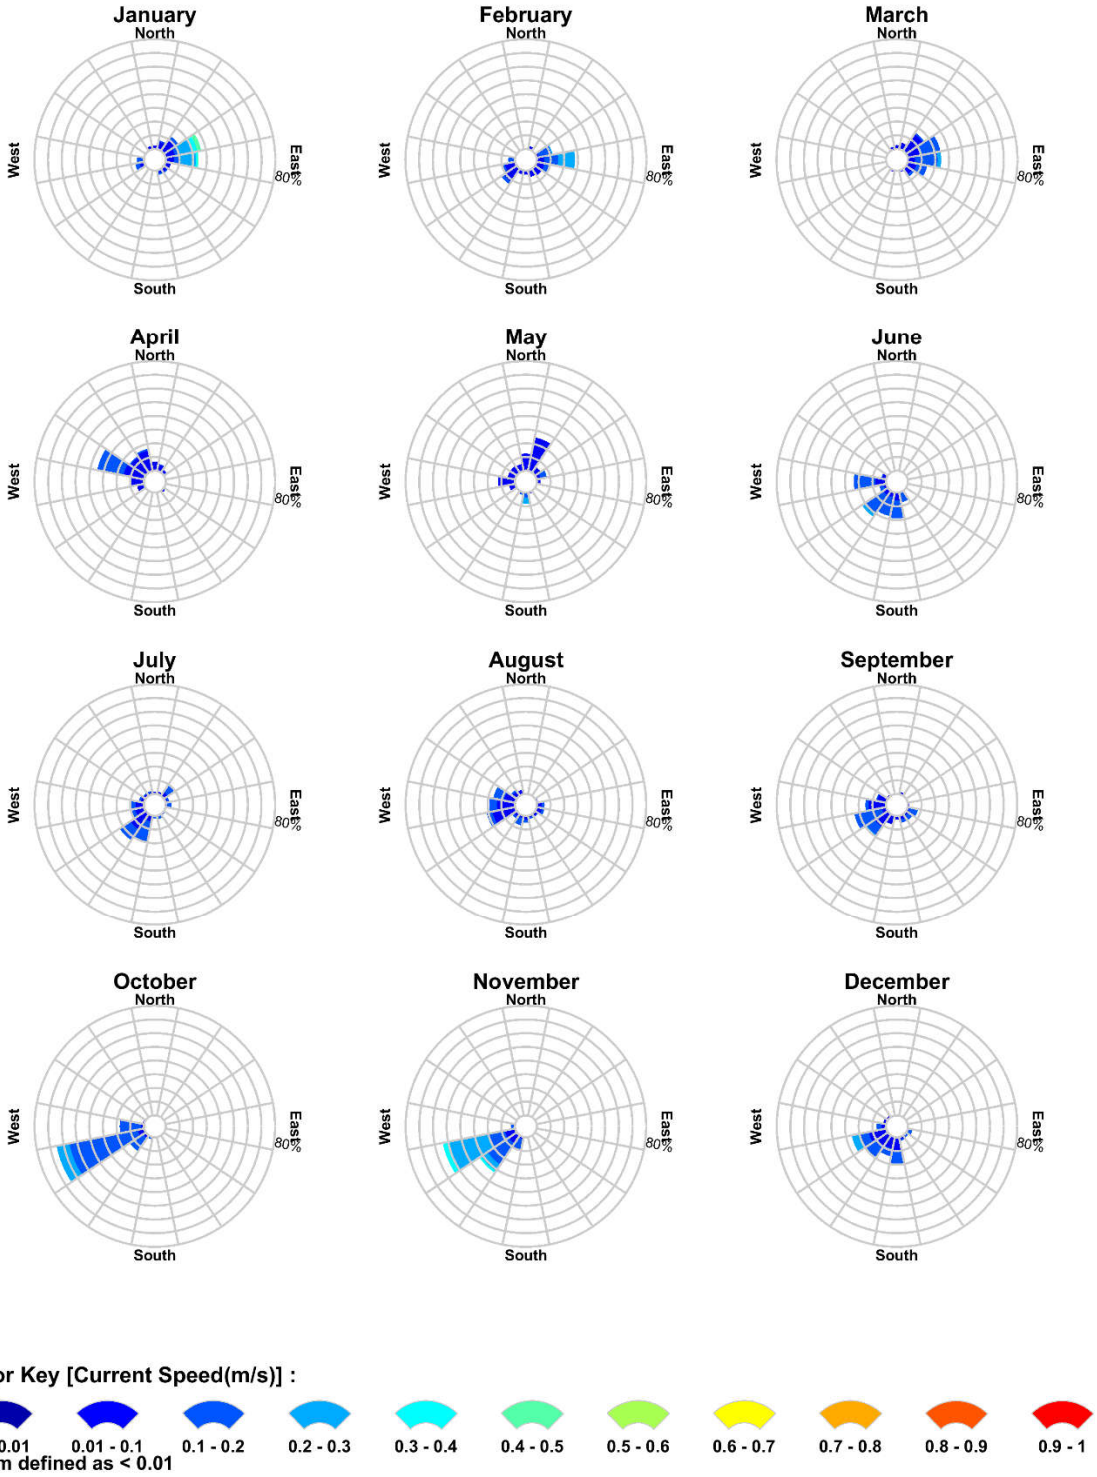 January February March
North North North
West East 80% West East 80% West East 80%
South South South
April May June
North North North
West East 80% West East 80% West East 80%
South South South
July August September
North North North
West East 80% West East 80% West East 80%
South South South
October November December
North North North
West East 80% West East 80% West East 80%
South South South
or Key [Current Speed(m/s)] :
0.01 0.01 - 0.1 0.1 - 0.2 0.2 - 0.3 0.3 - 0.4 0.4 - 0.5 0.5 - 0.6 0.6 - 0.7 0.7 - 0.8 0.8 - 0.9 0.9 - 1
m defined as < 0.01